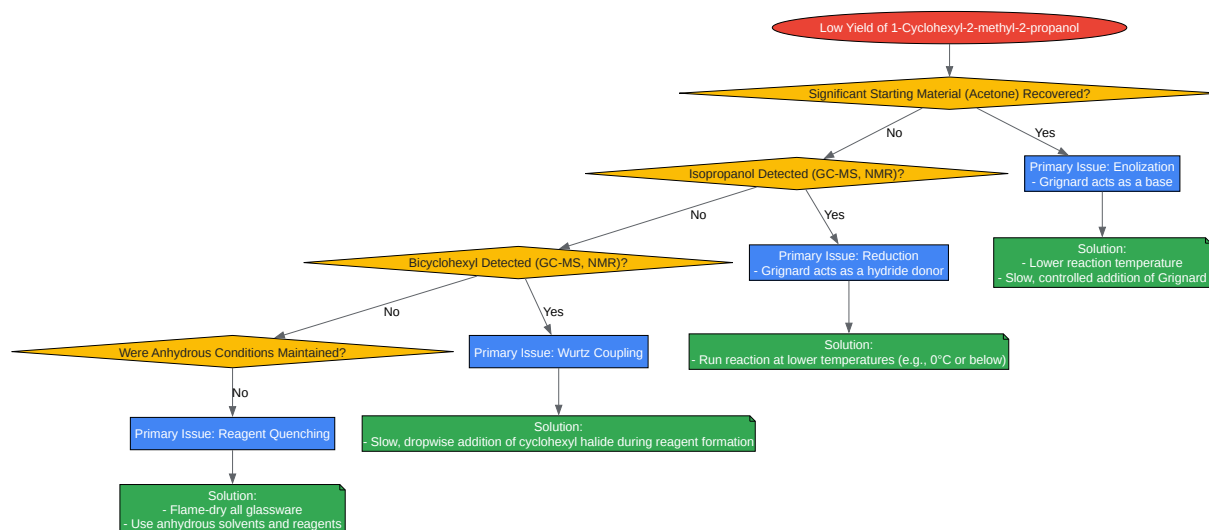 Low Yield of 1-Cyclohexyl-2-methyl-2-propanol
Significant Starting Material (Acetone) Recovered?
No
Yes
Isopropanol Detected (GC-MS, NMR)?
Primary Issue: Enolization
- Grignard acts as a base
No
Yes
Solution:
- Lower reaction temperature
- Slow, controlled addition of Grignard
Bicyclohexyl Detected (GC-MS, NMR)?
Primary Issue: Reduction
- Grignard acts as a hydride donor
No
Yes
Solution:
- Run reaction at lower temperatures (e.g., 0°C or below)
Were Anhydrous Conditions Maintained?
Primary Issue: Wurtz Coupling
No
Solution:
- Slow, dropwise addition of cyclohexyl halide during reagent formation
Primary Issue: Reagent Quenching
Solution:
- Flame-dry all glassware
- Use anhydrous solvents and reagents